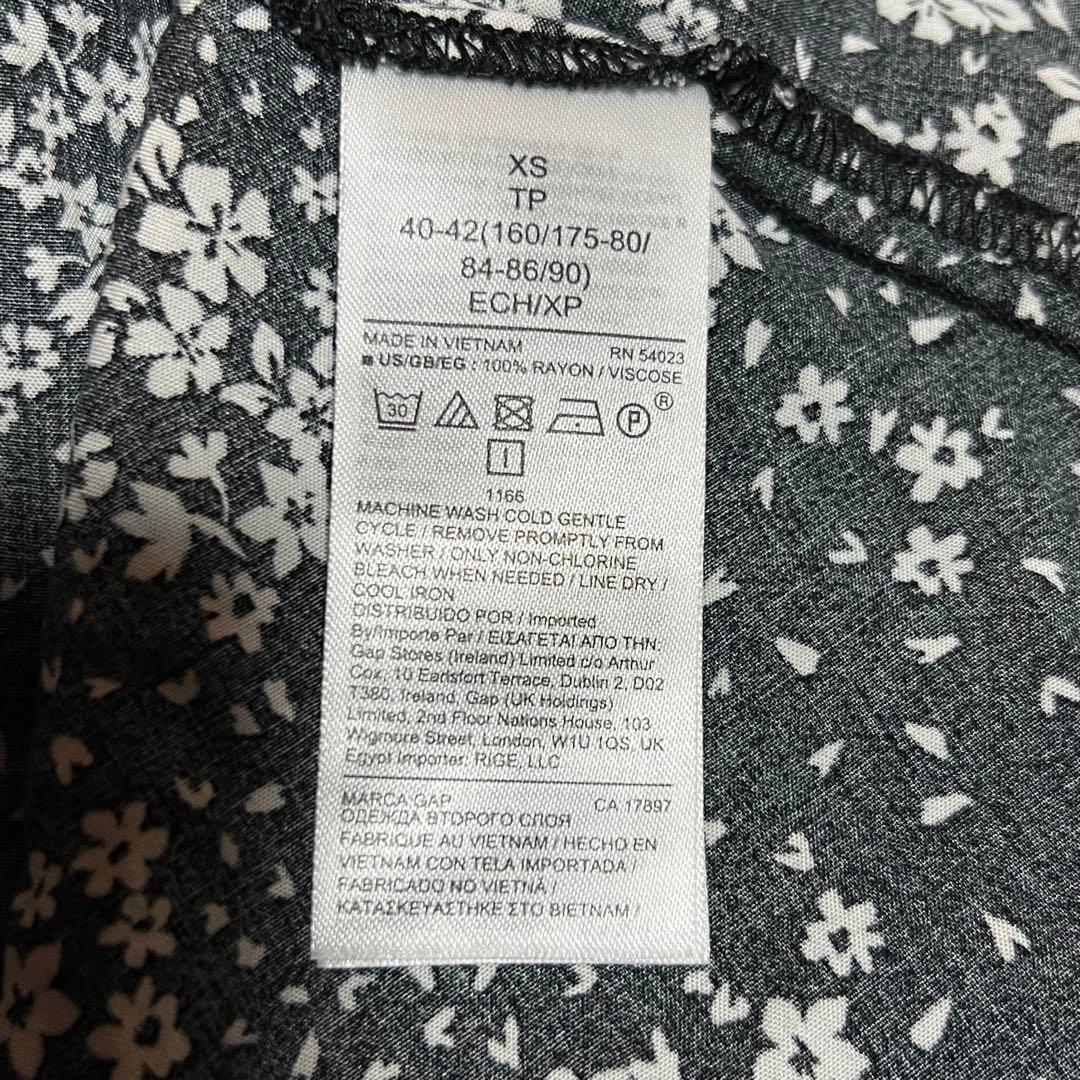 XS
TP
40-42(160/175-80/
84-86/90)
ECH/XP
MADE IN VIETNAM RN 54023
■ US/GB/EG : 100% RAYON / VISCOSE
30 P ®
1166
MACHINE WASH COLD GENTLE
CYCLE / REMOVE PROMPTLY FROM
WASHER / ONLY NON-CHLORINE
BLEACH WHEN NEEDED / LINE DRY /
COOL IRON
DISTRIBUIDO POR / Imported
By/Importe Par / ΕΙΣΑΓΕΤΑΙ ΑΠΟ ΤΗΝ:
Gap Stores (Ireland) Limited c/o Arthur
Cox, 10 Earlsfort Terrace, Dublin 2, D02
T380, Ireland, Gap (UK Holdings)
Limited, 2nd Floor Nations House, 103
Wigmore Street, London, W1U 1QS, UK
Egypt importer: RIGE, LLC
MARCA GAP CA 17897
ОДЕЖДА ВТОРОГО СЛОЯ
FABRIQUE AU VIETNAM / HECHO EN
VIETNAM CON TELA IMPORTADA /
FABRICADO NO VIETNÃ /
ΚΑΤΑΣΚΕΥΑΣΤΗΚΕ ΣΤΟ ΒΙΕΤΝΑΜ /